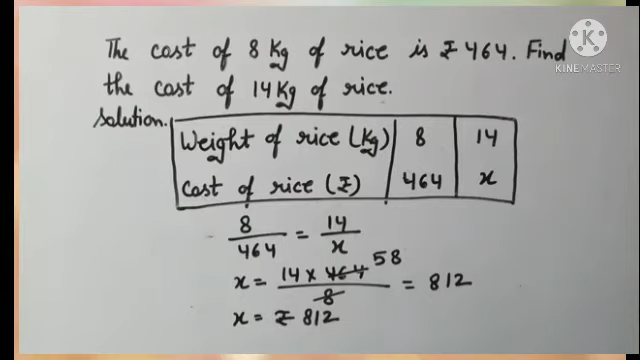 The cost of 8 Kg of rice is ₹ 464. Find
the cost of 14 Kg of rice.
Solution.
Weight of rice (Kg) 8 14
Cost of rice (₹) 464 x
8/464 = 14/x
x = 14 × 464/8 58 = 812
x = ₹ 812
KINEMASTER